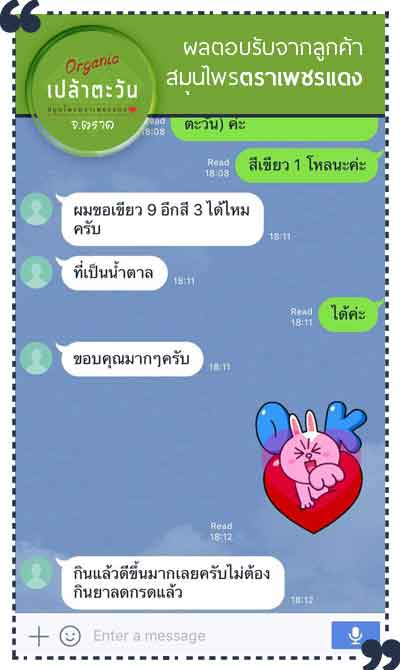 ผลตอบรับจากลูกค้า
สมุนไพรตราเพชรแดง
Organic
เปล้าตะวัน
สมุนไพรตราเพชรแดง
จ.ตราด
ตะวัน) ค่ะ
Read
18:08
สีเขียว 1 โหลนะค่ะ
Read
18:08
ผมขอเขียว 9 อีกสี 3 ได้ไหม
ครับ
18:11
ที่เป็นน้ำตาล
18:11
ได้ค่ะ
Read
18:11
ขอบคุณมากๆครับ
18:11
OK
Read
18:12
กินแล้วดีขึ้นมากเลยครับไม่ต้อง
กินยาลดกรดแล้ว
18:12
Enter a message